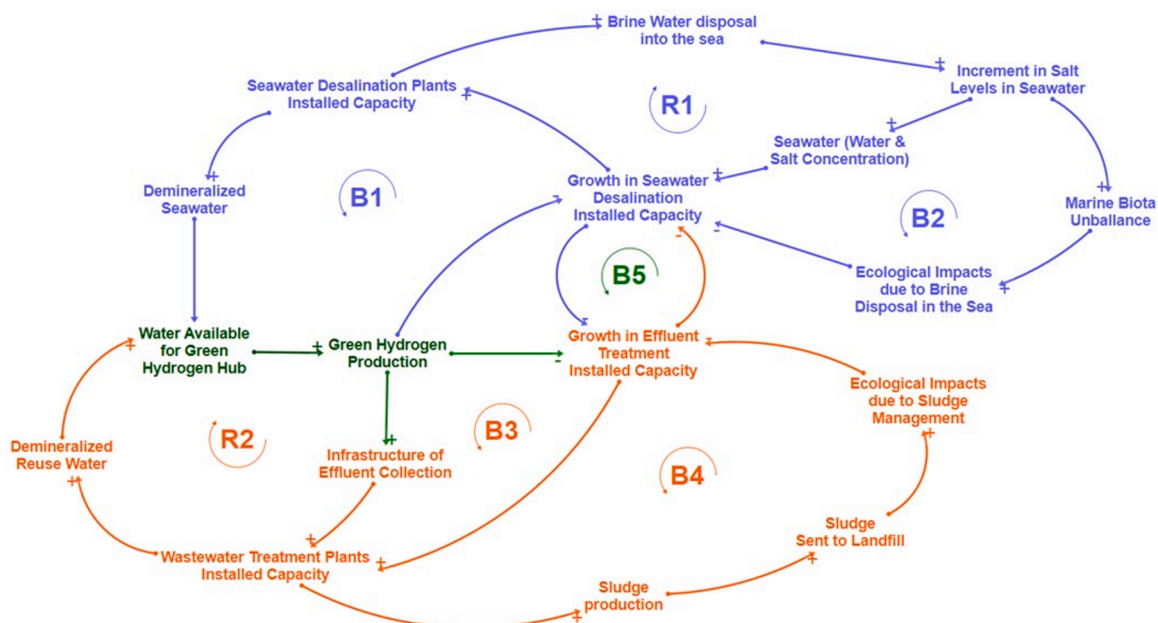 Brine Water disposal
into the sea
Seawater Desalination Plants
Installed Capacity
Increment in Salt
Levels in Seawater
R1
Seawater (Water &
Salt Concentration)
Growth in Seawater
Desalination
Installed Capacity
Demineralized
Seawater
B1
B2
Marine Biota
Unballance
B5
Ecological Impacts
due to Brine
Disposal in the Sea
Water Available
for Green
Hydrogen Hub
Green Hydrogen
Production
Growth in Effluent
Treatment
Installed Capacity
Ecological Impacts
due to Sludge
Management
R2
B3
Demineralized
Reuse Water
Infrastructure of
Effluent Collection
B4
Sludge
Sent to Landfill
Wastewater Treatment Plants
Installed Capacity
Sludge
production